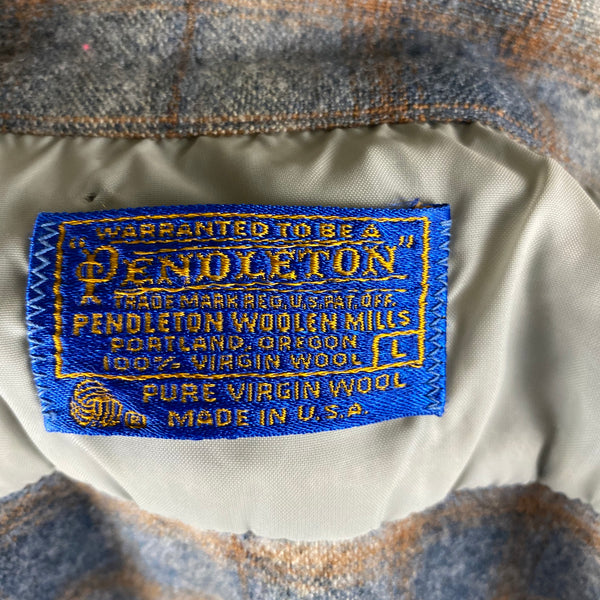 WARRANTED TO BE A
"PENDLETON"
TRADE MARK REG. U.S. PAT. OFF.
PENDLETON WOOLEN MILLS
PORTLAND, OREGON
100% VIRGIN WOOL L
PURE VIRGIN WOOL
® MADE IN U.S.A.